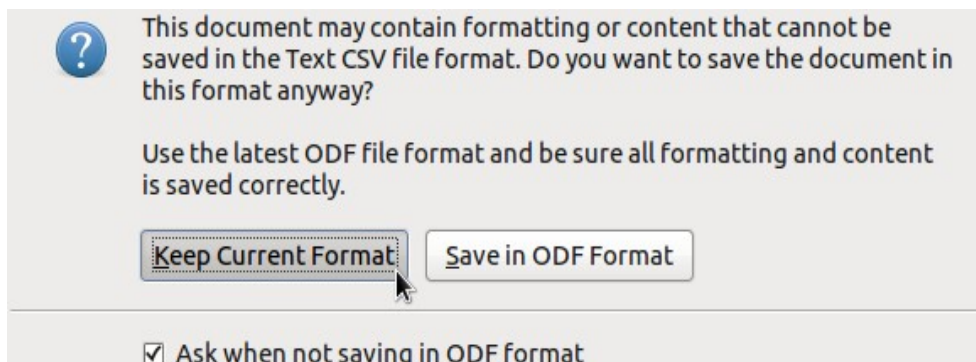 This document may contain formatting or content that cannot be
saved in the Text CSV file format. Do you want to save the document in
this format anyway?
Use the latest ODF file format and be sure all formatting and content
is saved correctly.
Keep Current Format
Save in ODF Format
Ask when not saving in ODF format